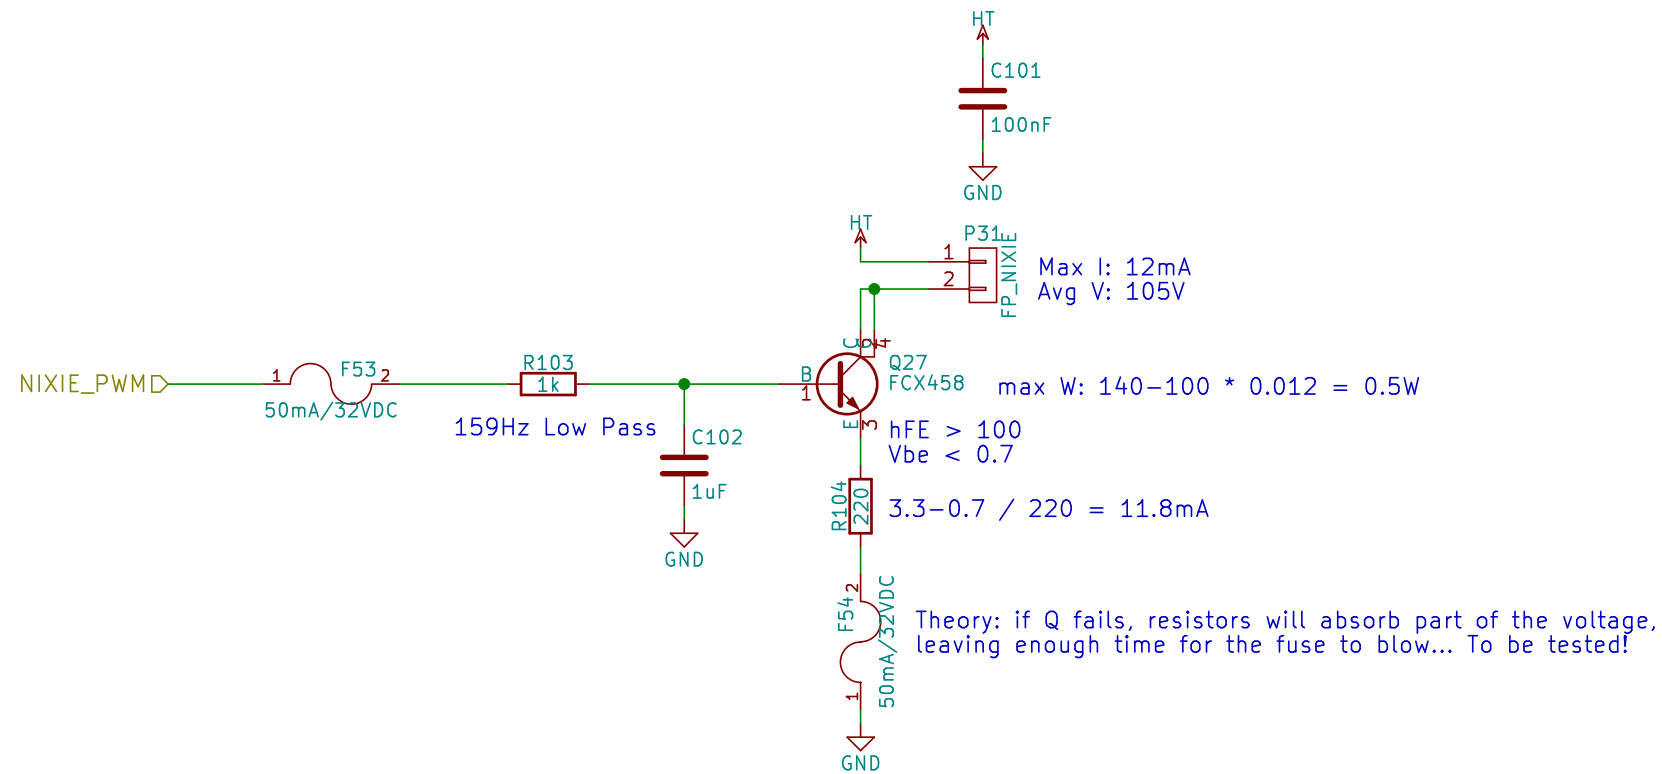 HT
C101
100nF
GND
HT
P31
FP_NIXIE
1
2
Max I: 12mA
Avg V: 105V
NIXIE_PWM
1
F53
2
50mA/32VDC
R103
1k
159Hz Low Pass
C102
1uF
GND
B
1
C
4
Q27
FCX458
max W: 140-100 * 0.012 = 0.5W
E
3
hFE > 100
Vbe < 0.7
R104
220
3.3-0.7 / 220 = 11.8mA
2
F54
50mA/32VDC
1
GND
Theory: if Q fails, resistors will absorb part of the voltage,
leaving enough time for the fuse to blow... To be tested!